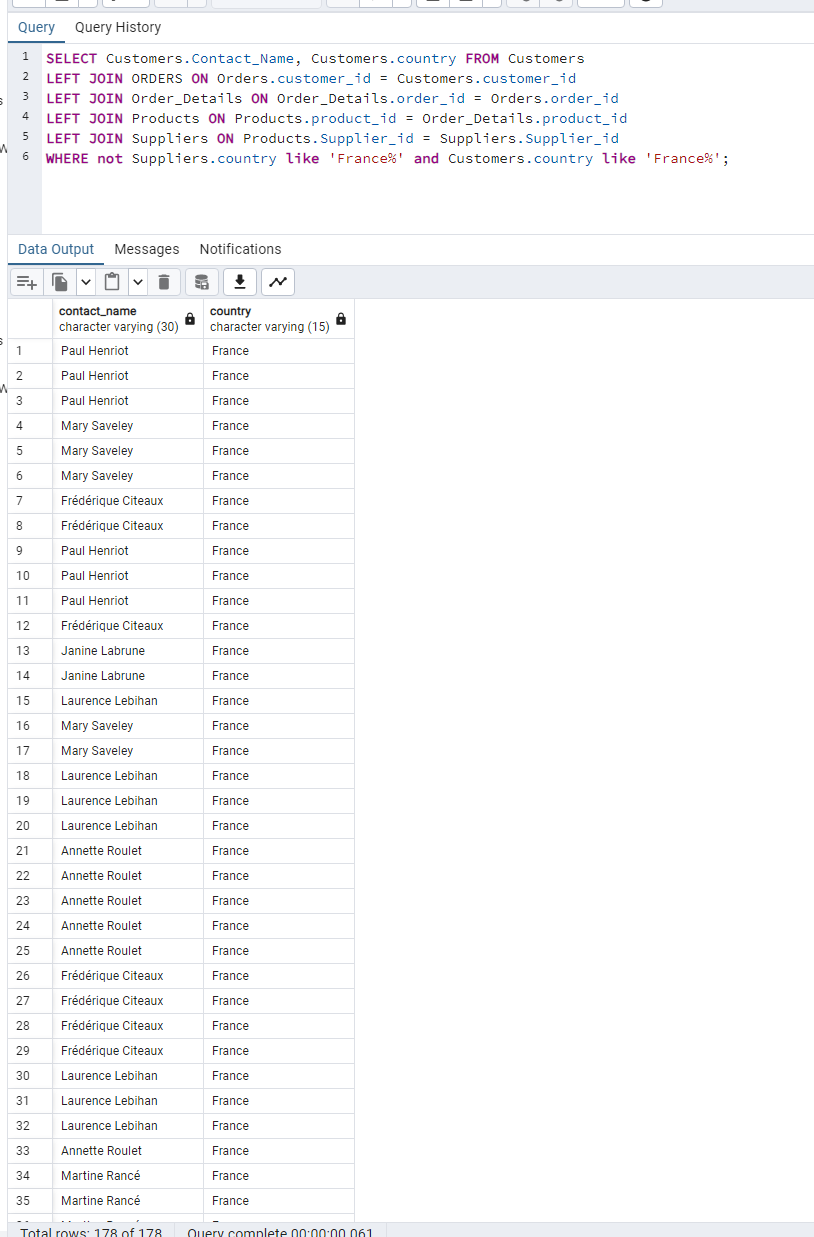 Query Query History
1 SELECT Customers.Contact_Name, Customers.country FROM Customers
2 LEFT JOIN ORDERS ON Orders.customer_id = Customers.customer_id
3 LEFT JOIN Order_Details ON Order_Details.order_id = Orders.order_id
4 LEFT JOIN Products ON Products.product_id = Order_Details.product_id
5 LEFT JOIN Suppliers ON Products.Supplier_id = Suppliers.Supplier_id
6 WHERE not Suppliers.country like 'France%' and Customers.country like 'France%';
Data Output Messages Notifications
contact_name country
character varying (30) character varying (15)
1 Paul Henriot France
2 Paul Henriot France
3 Paul Henriot France
4 Mary Saveley France
5 Mary Saveley France
6 Mary Saveley France
7 Frédérique Citeaux France
8 Frédérique Citeaux France
9 Paul Henriot France
10 Paul Henriot France
11 Paul Henriot France
12 Frédérique Citeaux France
13 Janine Labrune France
14 Janine Labrune France
15 Laurence Lebihan France
16 Mary Saveley France
17 Mary Saveley France
18 Laurence Lebihan France
19 Laurence Lebihan France
20 Laurence Lebihan France
21 Annette Roulet France
22 Annette Roulet France
23 Annette Roulet France
24 Annette Roulet France
25 Annette Roulet France
26 Frédérique Citeaux France
27 Frédérique Citeaux France
28 Frédérique Citeaux France
29 Frédérique Citeaux France
30 Laurence Lebihan France
31 Laurence Lebihan France
32 Laurence Lebihan France
33 Annette Roulet France
34 Martine Rancé France
35 Martine Rancé France
Total rows: 178 of 178 Query complete 00:00:00.061